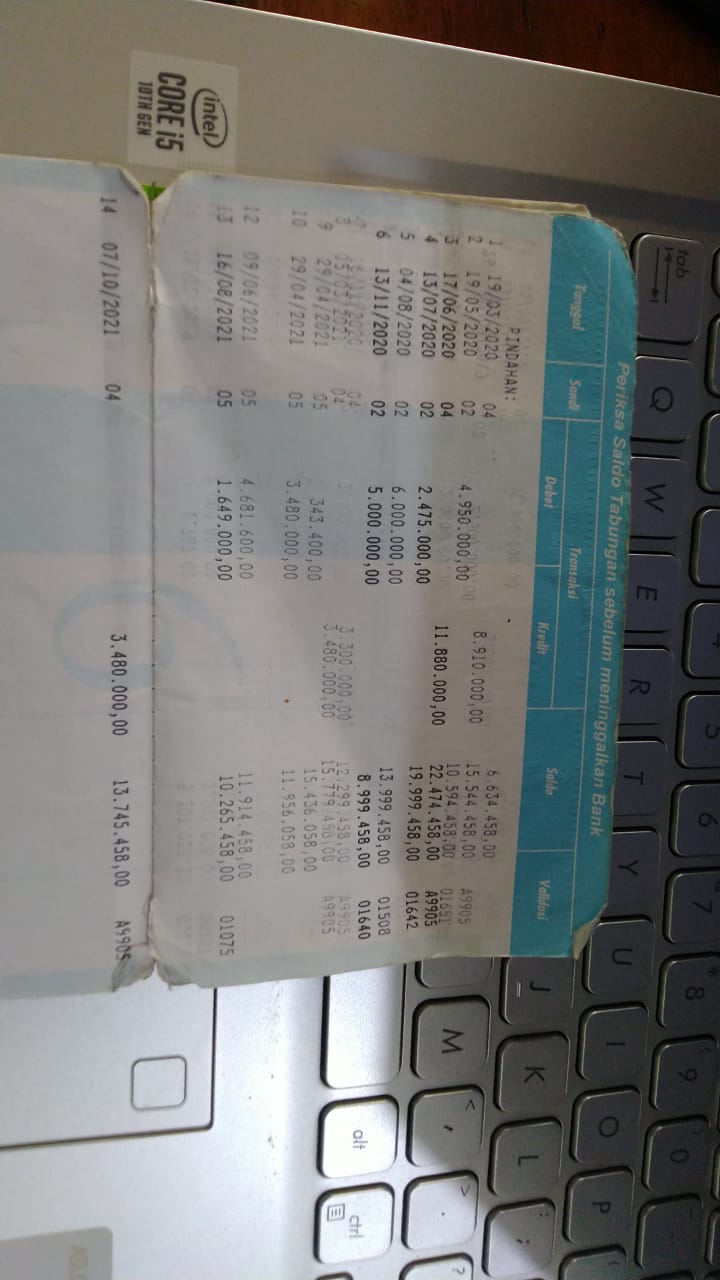 Periksa Saldo Tabungan sebelum meninggalkan Bank
Tanggal Sandi Transaksi Saldo Validasi
Debet Kredit
PINDAHAN: 6.634.458,00
1 19/03/2020 04 8.910.000,00 15.544.458,00 A9905
2 19/05/2020 02 4.950.000,00 10.594.458,00
3 17/06/2020 04 11.880.000,00 22.474.458,00 A9905
4 13/07/2020 02 2.475.000,00 19.999.458,00 01642
5 04/08/2020 02 6.000.000,00 13.999.458,00 01508
6 13/11/2020 02 5.000.000,00 8.999.458,00 01640
04 3.300.000,00 12.299.458,00 A9905
8 04 3.480.000,00 15.779.458,00 A9905
9 29/04/2021 05 343.400,00 15.436.058,00
10 29/04/2021 05 3.480.000,00 11.956.058,00
12 09/06/2021 05 4.681.600,00 11.914.458,00
13 16/08/2021 05 1.649.000,00 10.265.458,00 01075
14 07/10/2021 04 3.480.000,00 13.745.458,00 A9905
intel
CORE i5
10TH GEN
tab Q W E R T Y U I O P
5 6 7 * 8 9 0
J K L : ;
M < , > . ?
alt ctrl